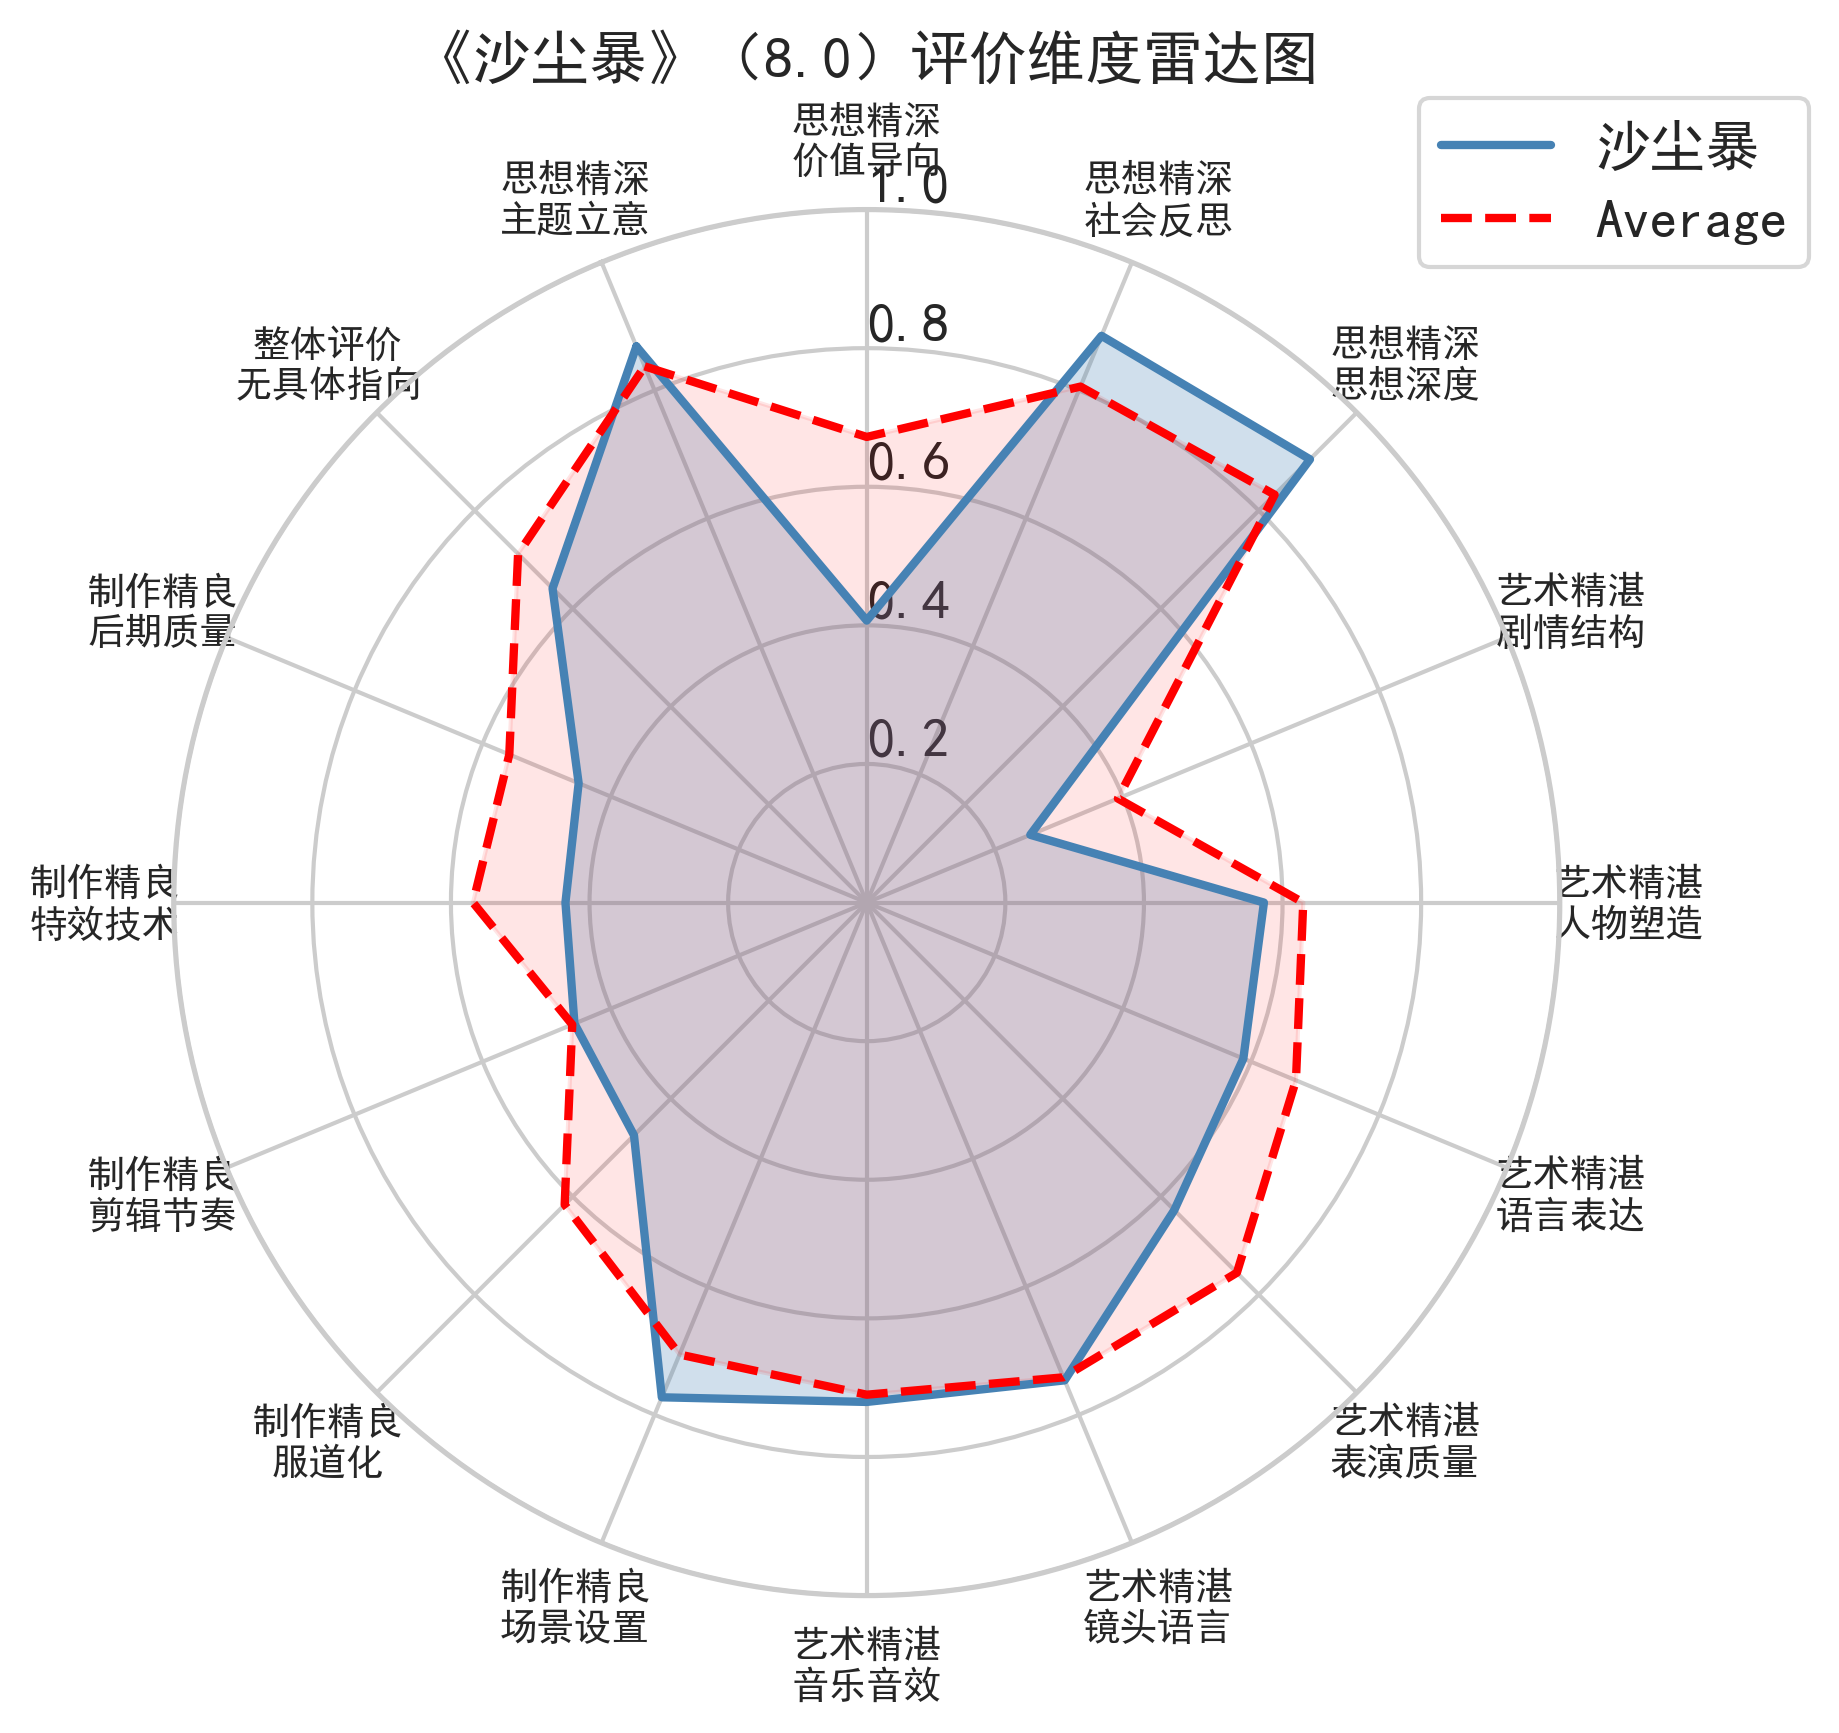 《沙尘暴》（8.0）评价维度雷达图
沙尘暴
Average
思想精深
价值导向
思想精深
社会反思
思想精深
思想深度
艺术精湛
剧情结构
艺术精湛
人物塑造
艺术精湛
语言表达
艺术精湛
表演质量
艺术精湛
镜头语言
艺术精湛
音乐音效
制作精良
场景设置
制作精良
服道化
制作精良
剪辑节奏
制作精良
特效技术
制作精良
后期质量
整体评价
无具体指向
思想精深
主题立意
1.0
0.8
0.6
0.4
0.2